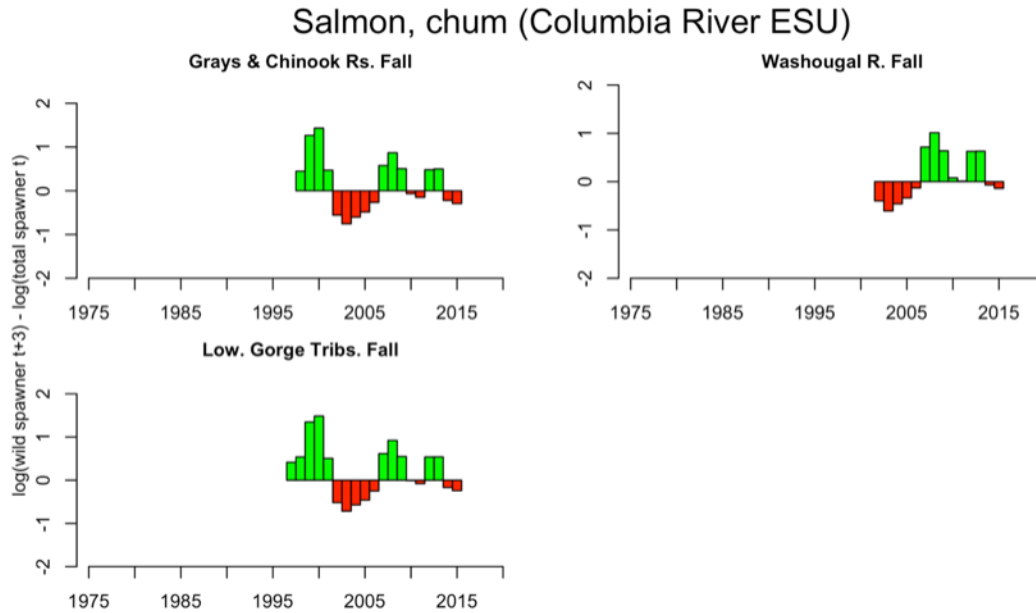 Salmon, chum (Columbia River ESU)
Grays & Chinook Rs. Fall
Washougal R. Fall
log(wild spawner t+3) - log(total spawner t)
2
1
0
-1
-2
1975 1985 1995 2005 2015
2
1
0
-1
-2
1975 1985 1995 2005 2015
Low. Gorge Tribs. Fall
2
1
0
-1
-2
1975 1985 1995 2005 2015